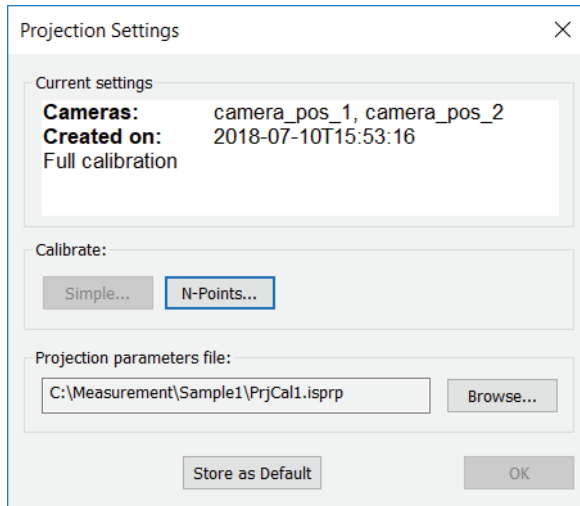 Projection Settings
Current settings
Cameras: camera_pos_1, camera_pos_2
Created on: 2018-07-10T15:53:16
Full calibration
Calibrate:
Simple... N-Points...
Projection parameters file:
C:\Measurement\Sample1\PrjCal1.isprp Browse...
Store as Default OK